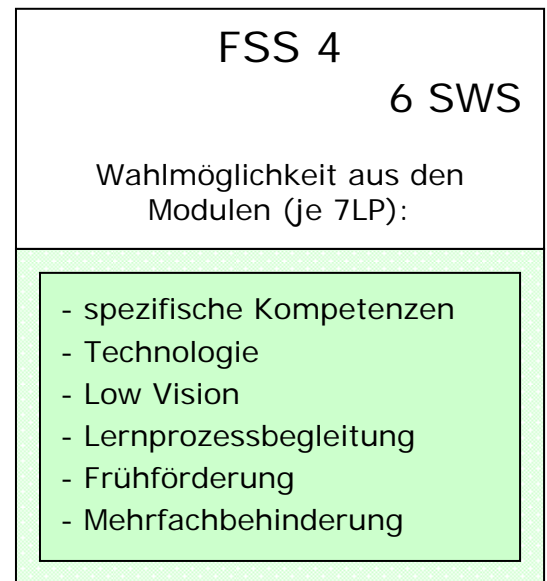 FSS 4
6 SWS
Wahlmöglichkeit aus den
Modulen (je 7LP):
- spezifische Kompetenzen
- Technologie
- Low Vision
- Lernprozessbegleitung
- Frühförderung
- Mehrfachbehinderung